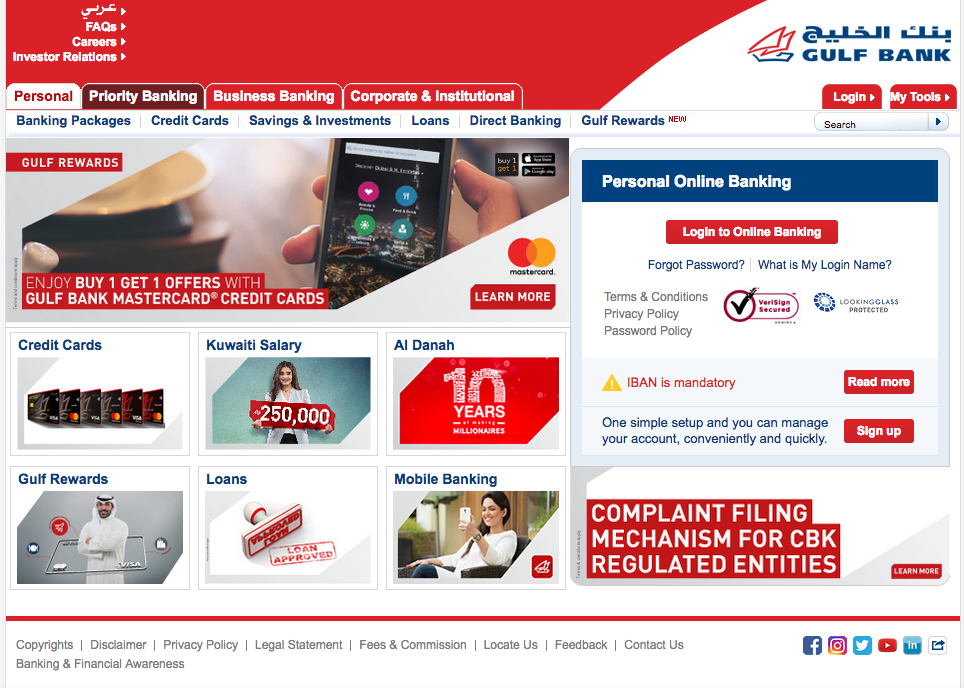 عربي
FAQs
Careers
Investor Relations
بنك الخليج
GULF BANK
Personal
Priority Banking
Business Banking
Corporate & Institutional
Login
My Tools
Banking Packages
Credit Cards
Savings & Investments
Loans
Direct Banking
Gulf Rewards NEW
Search
GULF REWARDS
buy 1
get 1
App Store
Google play
mastercard.
ENJOY BUY 1 GET 1 OFFERS WITH
GULF BANK MASTERCARD® CREDIT CARDS
LEARN MORE
Personal Online Banking
Login to Online Banking
Forgot Password? What is My Login Name?
Terms & Conditions
Privacy Policy
Password Policy
VeriSign
Secured
LOOKINGGLASS
PROTECTED
IBAN is mandatory
Read more
One simple setup and you can manage
your account, conveniently and quickly.
Sign up
Credit Cards
VISA
Kuwaiti Salary
250,000
Al Danah
10
YEARS
of making
MILLIONAIRES
Gulf Rewards
VISA
Loans
LOAN
APPROVED
Mobile Banking
COMPLAINT FILING
MECHANISM FOR CBK
REGULATED ENTITIES
LEARN MORE
Copyrights | Disclaimer | Privacy Policy | Legal Statement | Fees & Commission | Locate Us | Feedback | Contact Us
Banking & Financial Awareness